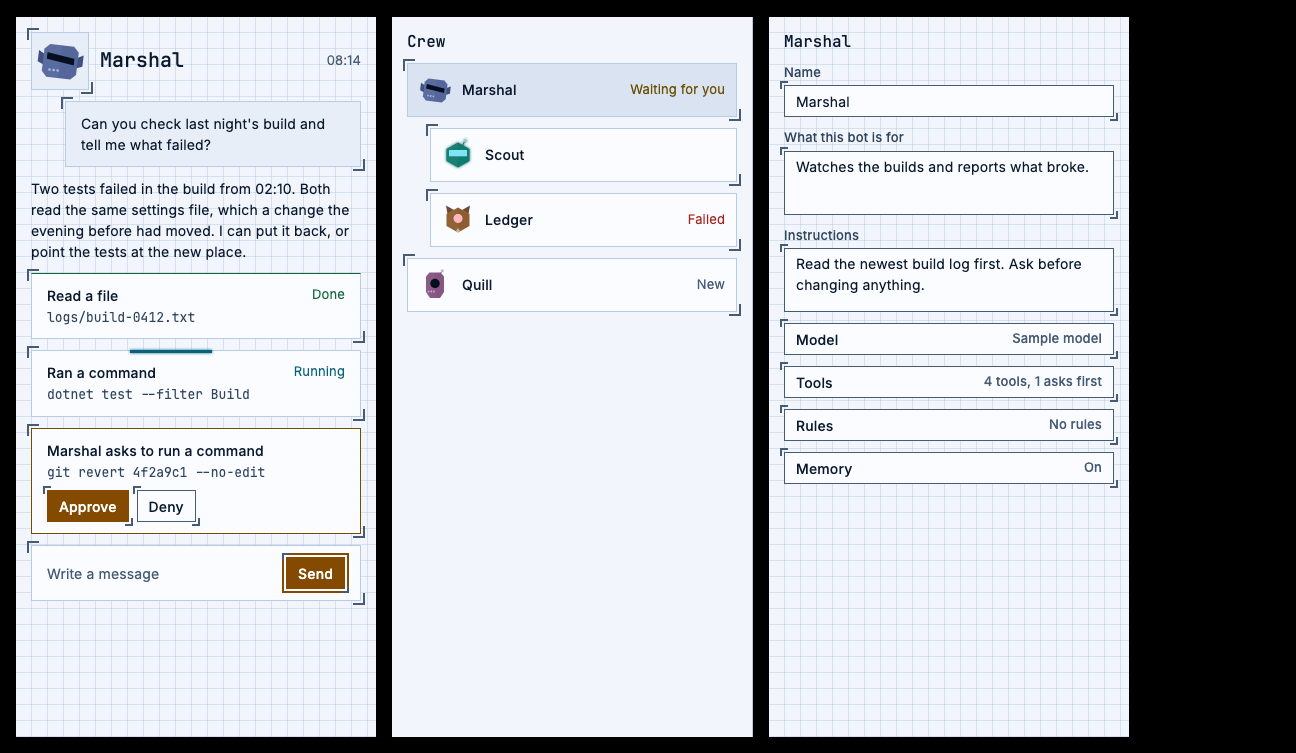 Marshal
08:14
Can you check last night's build and
tell me what failed?
Two tests failed in the build from 02:10. Both
read the same settings file, which a change the
evening before had moved. I can put it back, or
point the tests at the new place.
Read a file
Done
logs/build-0412.txt
Ran a command
Running
dotnet test --filter Build
Marshal asks to run a command
git revert 4f2a9c1 --no-edit
Approve
Deny
Write a message
Send
Crew
Marshal
Waiting for you
Scout
Ledger
Failed
Quill
New
Marshal
Name
Marshal
What this bot is for
Watches the builds and reports what broke.
Instructions
Read the newest build log first. Ask before
changing anything.
Model
Sample model
Tools
4 tools, 1 asks first
Rules
No rules
Memory
On